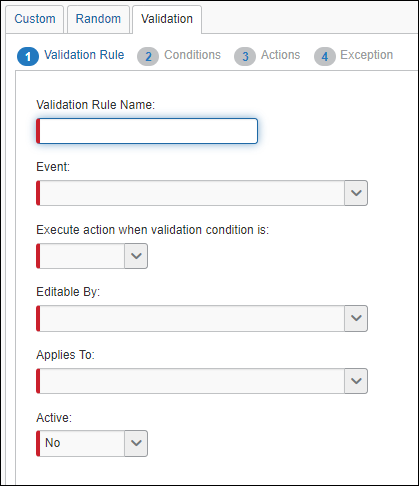 Custom Random Validation
1 Validation Rule 2 Conditions 3 Actions 4 Exception
Validation Rule Name:
Event:
Execute action when validation condition is:
Editable By:
Applies To:
Active:
No